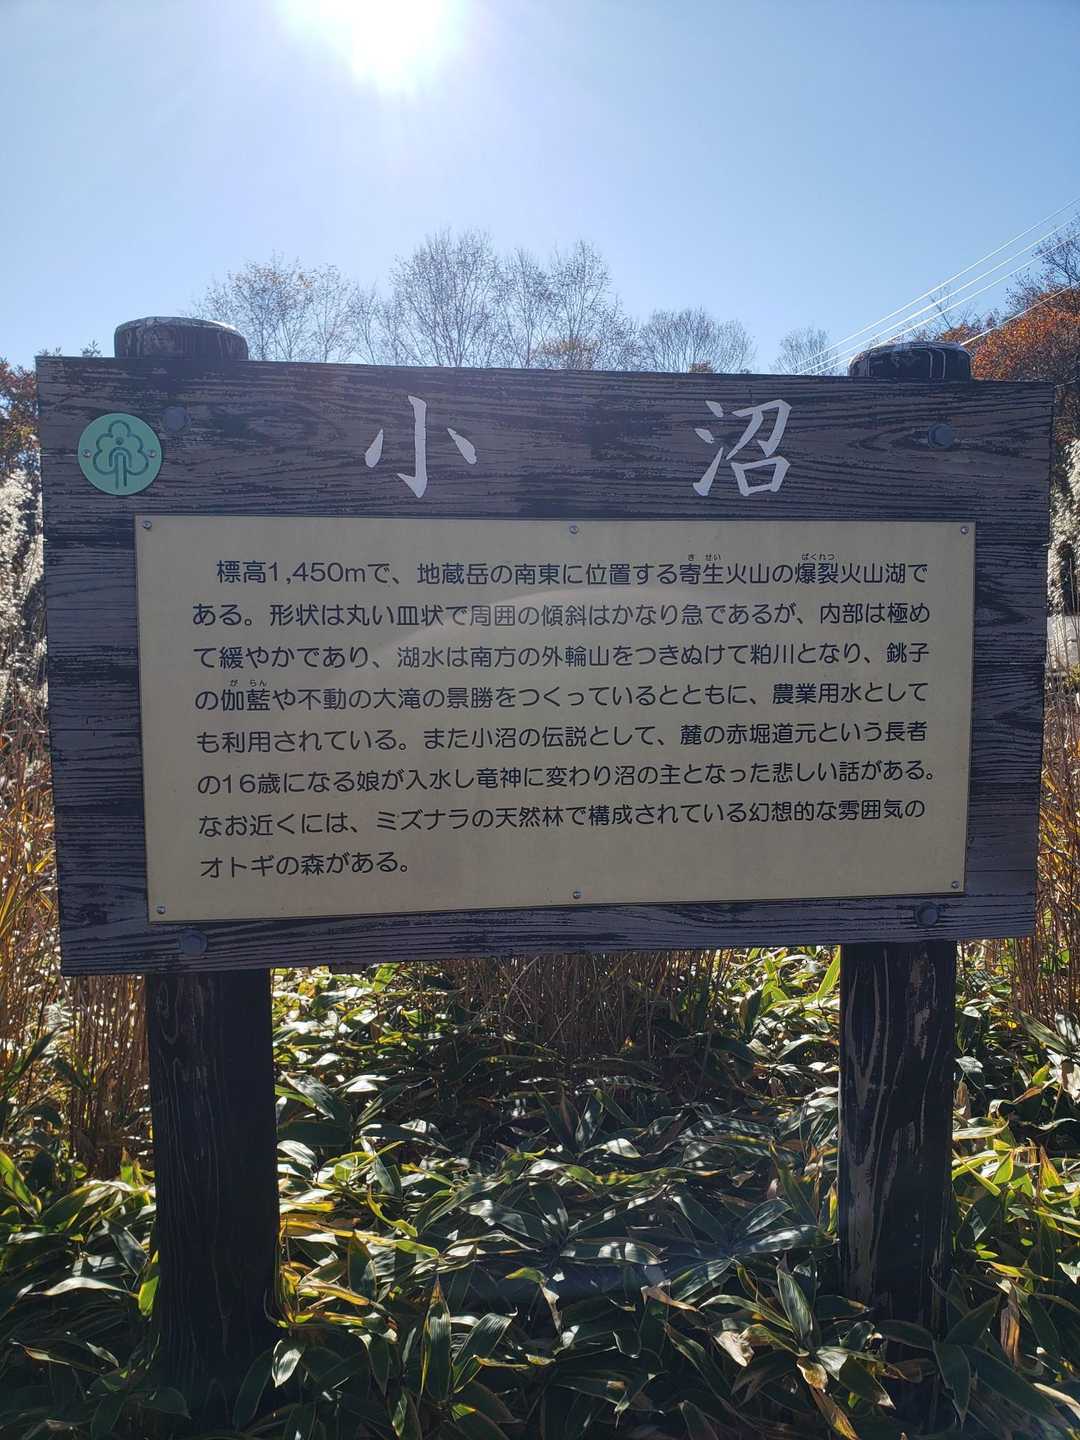 小沼
標高1,450mで、地蔵岳の南東に位置する寄生火山の爆裂火山湖で
ある。形状は丸い皿状で周囲の傾斜はかなり急であるが、内部は極め
て緩やかであり、湖水は南方の外輪山をつきぬけて粕川となり、銚子
の伽藍や不動の大滝の景勝をつくっているとともに、農業用水として
も利用されている。また小沼の伝説として、麓の赤堀道元という長者
の16歳になる娘が入水し竜神に変わり沼の主となった悲しい話がある。
なお近くには、ミズナラの天然林で構成されている幻想的な雰囲気の
オトギの森がある。